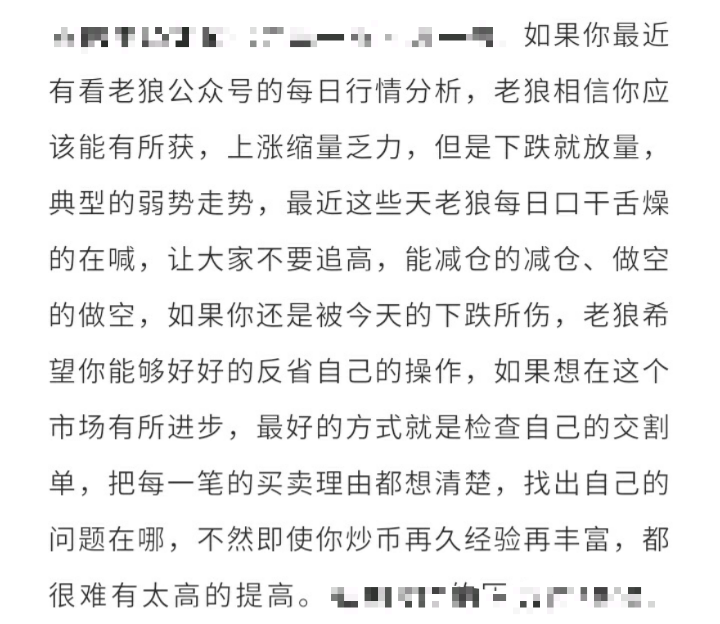 如果你最近
有看老狼公众号的每日行情分析，老狼相信你应
该能有所获，上涨缩量乏力，但是下跌就放量，
典型的弱势走势，最近这些天老狼每日口干舌燥
的在喊，让大家不要追高，能减仓的减仓、做空
的做空，如果你还是被今天的下跌所伤，老狼希
望你能够好好的反省自己的操作，如果想在这个
市场有所进步，最好的方式就是检查自己的交割
单，把每一笔的买卖理由都想清楚，找出自己的
问题在哪，不然即使你炒币再久经验再丰富，都
很难有太高的提高。